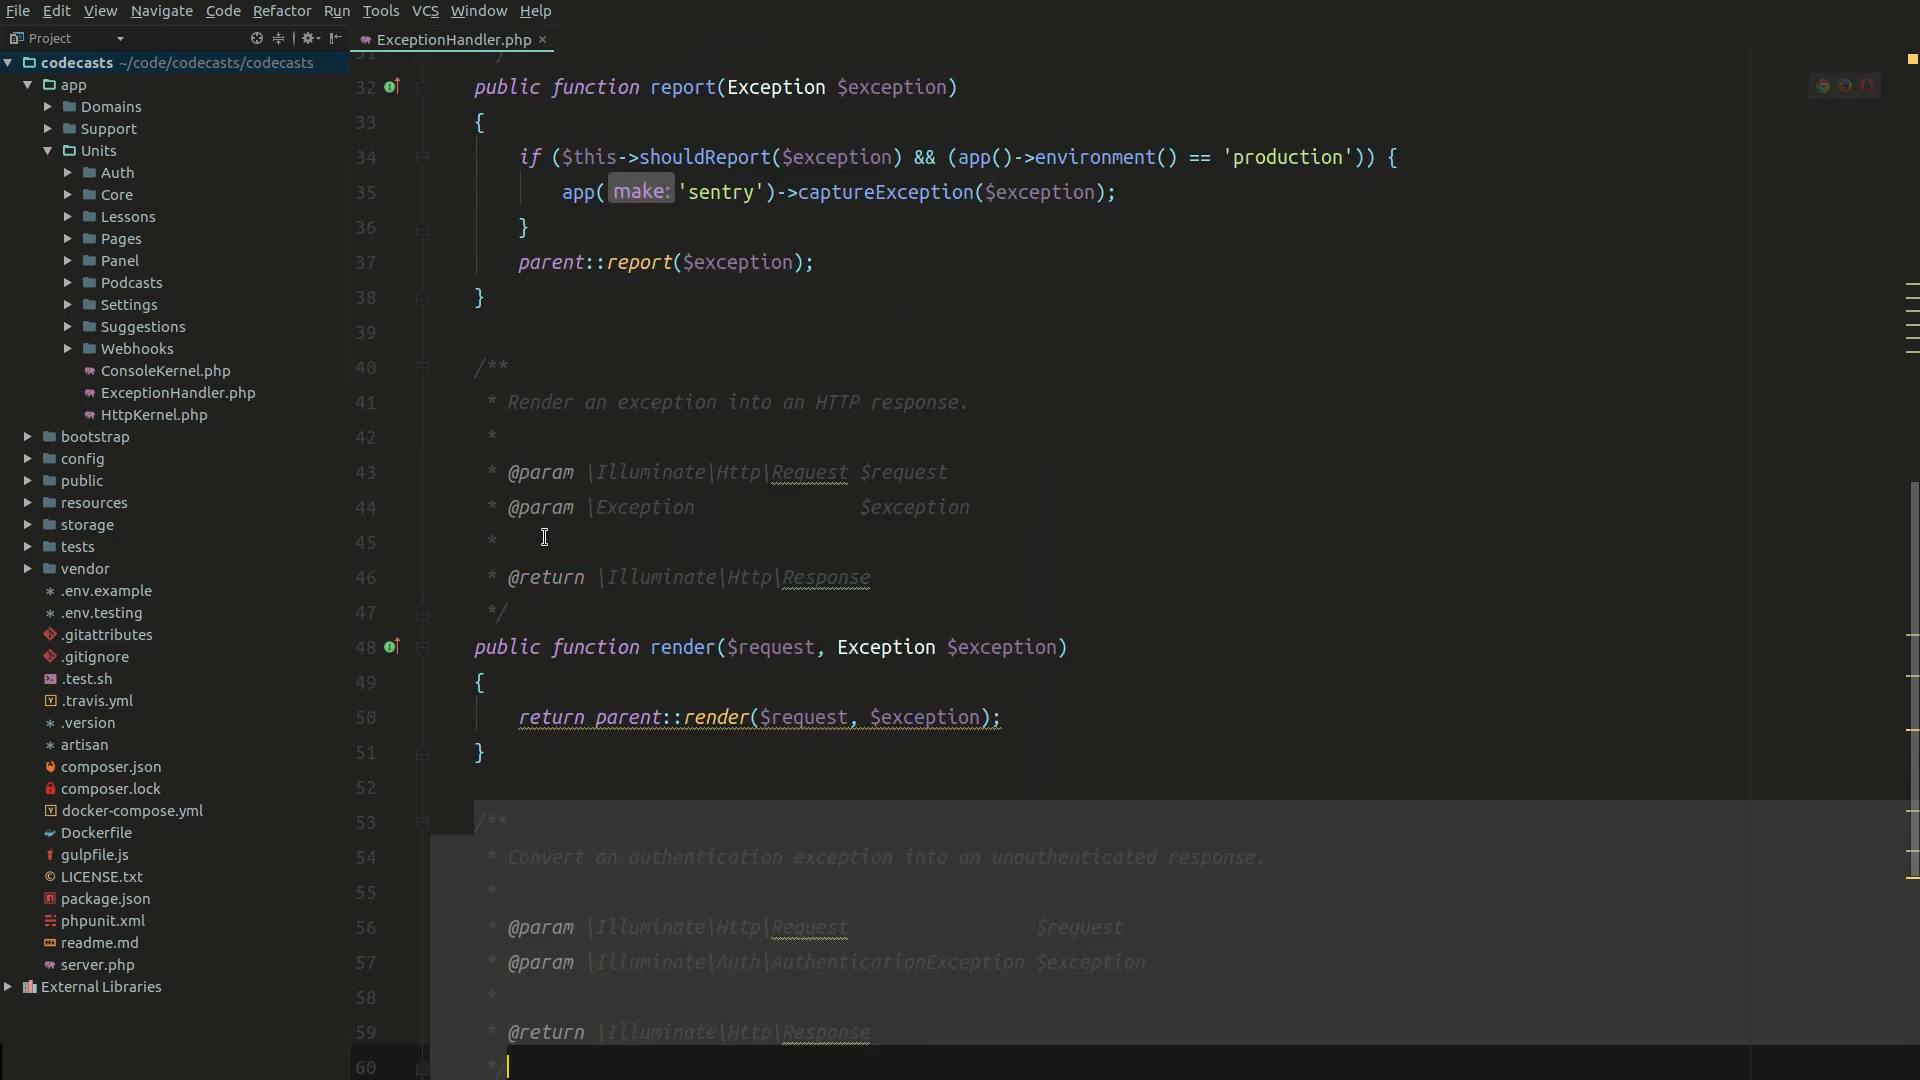 File Edit View Navigate Code Refactor Run Tools VCS Window Help
Project
ExceptionHandler.php
codecasts ~/code/codecasts/codecasts
app
Domains
Support
Units
Auth
Core
Lessons
Pages
Panel
Podcasts
Settings
Suggestions
Webhooks
ConsoleKernel.php
ExceptionHandler.php
HttpKernel.php
bootstrap
config
public
resources
storage
tests
vendor
.env.example
.env.testing
.gitattributes
.gitignore
.test.sh
.travis.yml
.version
artisan
composer.json
composer.lock
docker-compose.yml
Dockerfile
gulpfile.js
LICENSE.txt
package.json
phpunit.xml
readme.md
server.php
External Libraries
31 */
32 public function report(Exception $exception)
33 {
34 if ($this->shouldReport($exception) && (app()->environment() == 'production')) {
35 app( make: 'sentry')->captureException($exception);
36 }
37 parent::report($exception);
38 }
39
40 /**
41 * Render an exception into an HTTP response.
42 *
43 * @param \Illuminate\Http\Request $request
44 * @param \Exception $exception
45 *
46 * @return \Illuminate\Http\Response
47 */
48 public function render($request, Exception $exception)
49 {
50 return parent::render($request, $exception);
51 }
52
53 /**
54 * Convert an authentication exception into an unauthenticated response.
55 *
56 * @param \Illuminate\Http\Request $request
57 * @param \Illuminate\Auth\AuthenticationException $exception
58 *
59 * @return \Illuminate\Http\Response
60 */